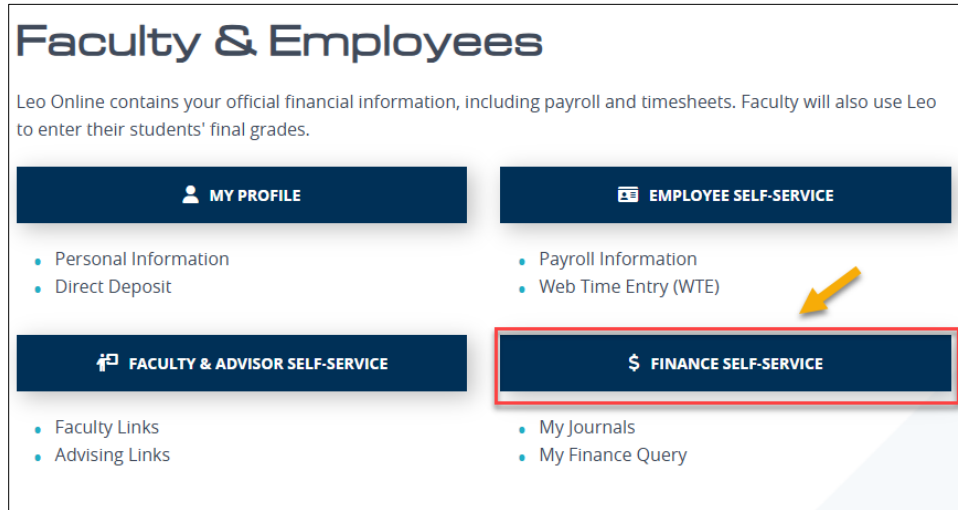 Faculty & Employees
Leo Online contains your official financial information, including payroll and timesheets. Faculty will also use Leo
to enter their students' final grades.
MY PROFILE
Personal Information
Direct Deposit
EMPLOYEE SELF-SERVICE
Payroll Information
Web Time Entry (WTE)
FACULTY & ADVISOR SELF-SERVICE
Faculty Links
Advising Links
$ FINANCE SELF-SERVICE
My Journals
My Finance Query